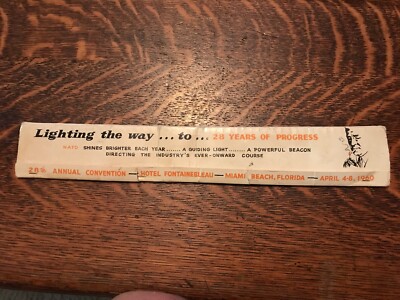 Lighting the way ... to ... 28 YEARS OF PROGRESS
NATS SHINES BRIGHTER EACH YEAR ....... A GUIDING LIGHT ....... A POWERFUL BEACON
DIRECTING THE INDUSTRY'S EVER-ONWARD COURSE
28th ANNUAL CONVENTION — HOTEL FONTAINEBLEAU — MIAMI BEACH, FLORIDA — APRIL 4-8, 1960